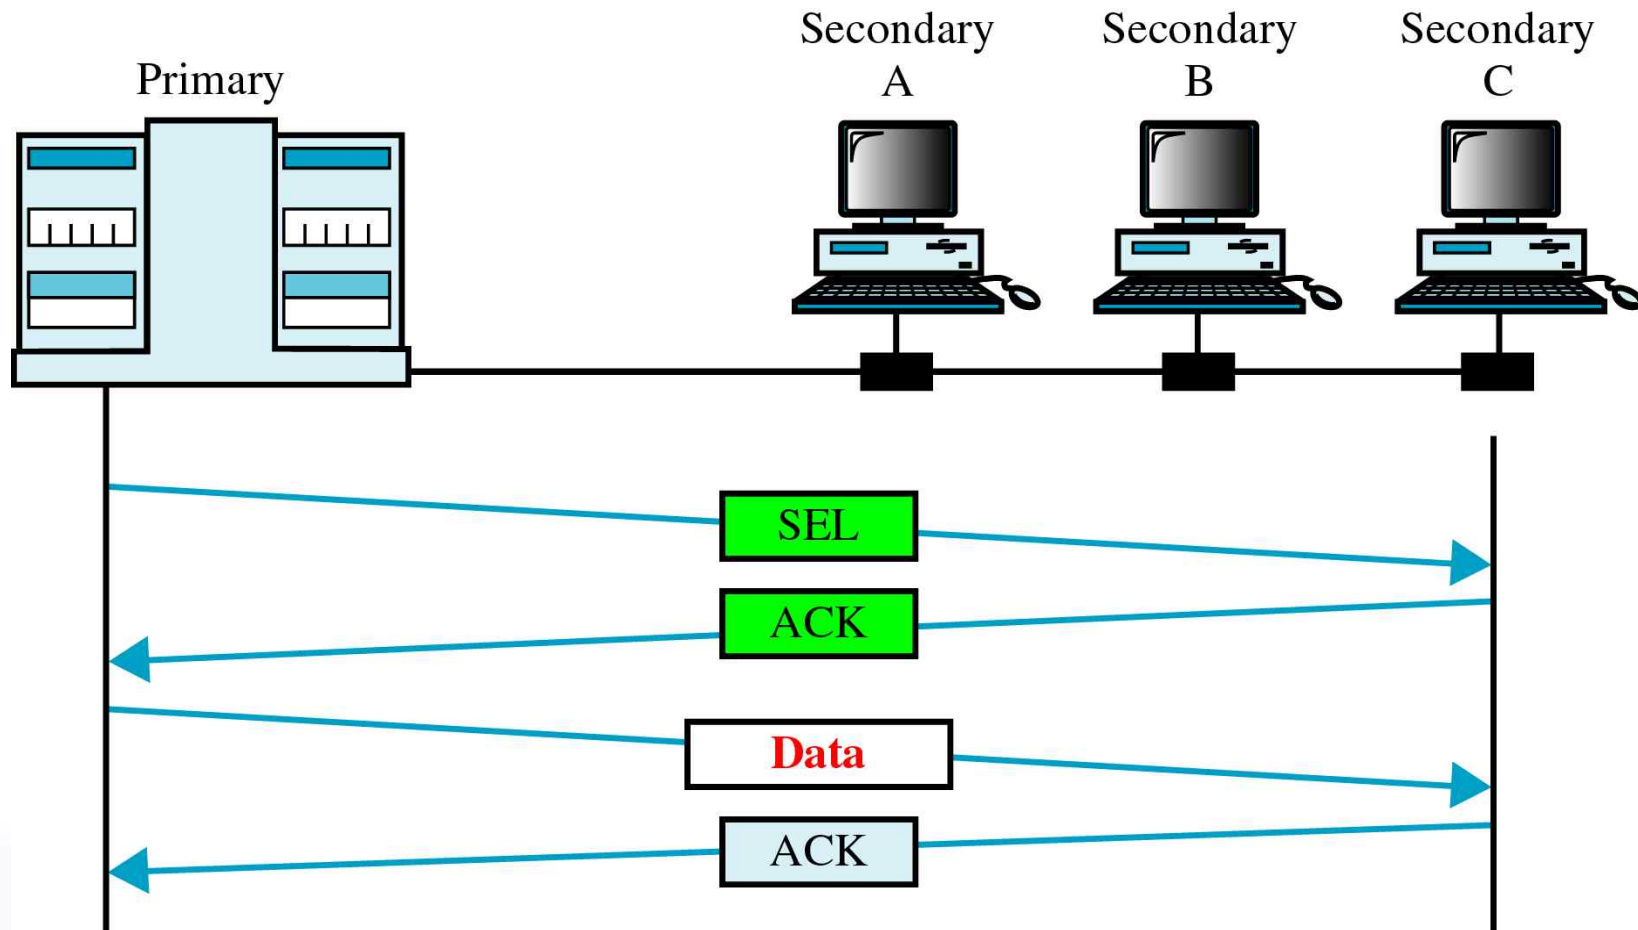 Primary
Secondary
A
Secondary
B
Secondary
C
SEL
ACK
Data
ACK